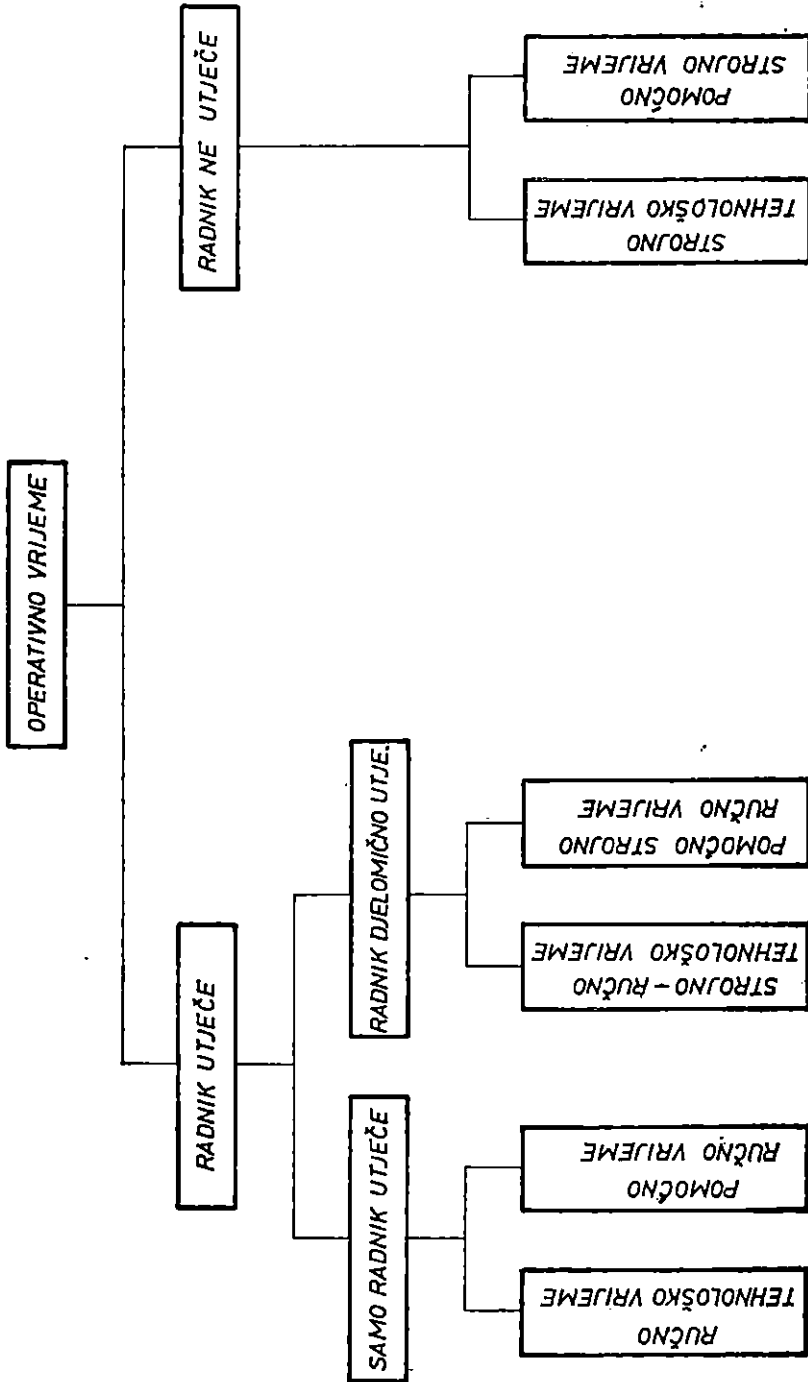 OPERATIVNO VRIJEME
RADNIK UTJEČE
RADNIK NE UTJEČE
SAMO RADNIK UTJEČE
RADNIK DJELOMIČNO UTJE.
RUČNO
TEHNOLOŠKO VRIJEME
POMOĆNO
RUČNO VRIJEME
STROJNO – RUČNO
TEHNOLOŠKO VRIJEME
POMOĆNO STROJNO
RUČNO VRIJEME
STROJNO
TEHNOLOŠKO VRIJEME
POMOĆNO
STROJNO VRIJEME